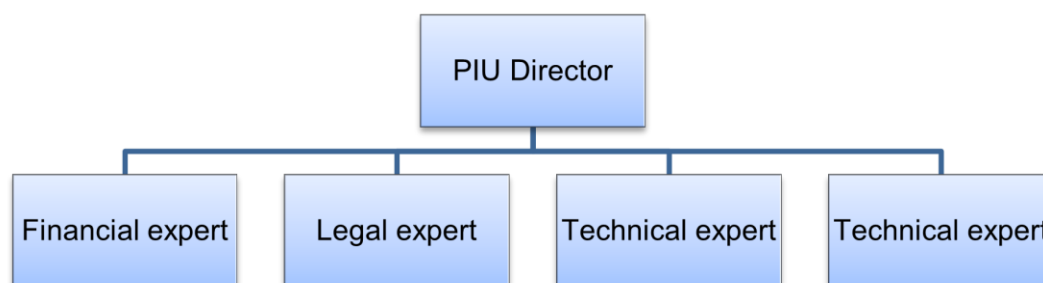 PIU Director
Financial expert
Legal expert
Technical expert
Technical expert